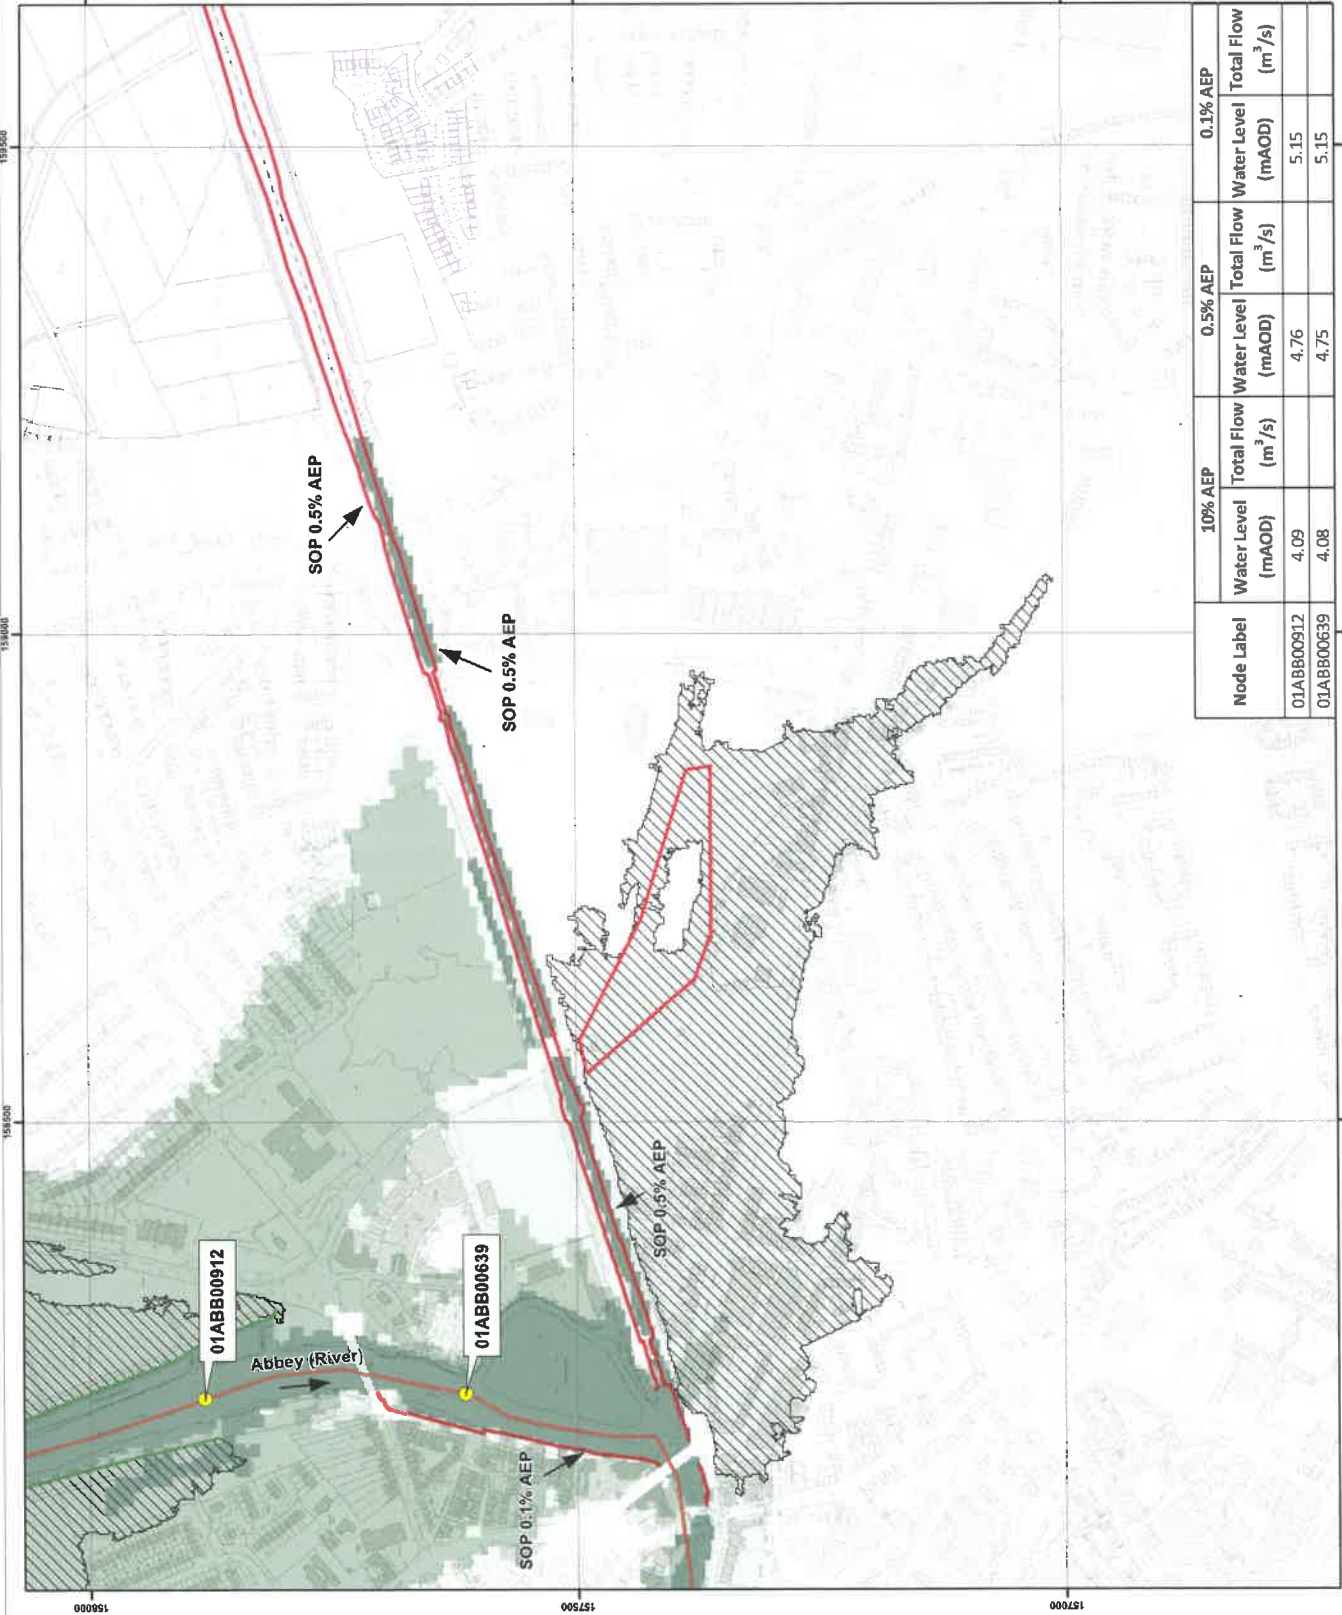 159500
159000
158500
158000
157500
157000
SOP 0.5% AEP
SOP 0.5% AEP
SOP 0.5% AEP
SOP 0.1% AEP
01ABB00912
01ABB00639
Abbey (River)
10% AEP 0.5% AEP 0.1% AEP
Node Label Water Level (mAOD) Total Flow (m³/s) Water Level (mAOD) Total Flow (m³/s) Water Level (mAOD) Total Flow (m³/s)
01ABB00912 4.09 4.76 5.15
01ABB00639 4.08 4.75 5.15